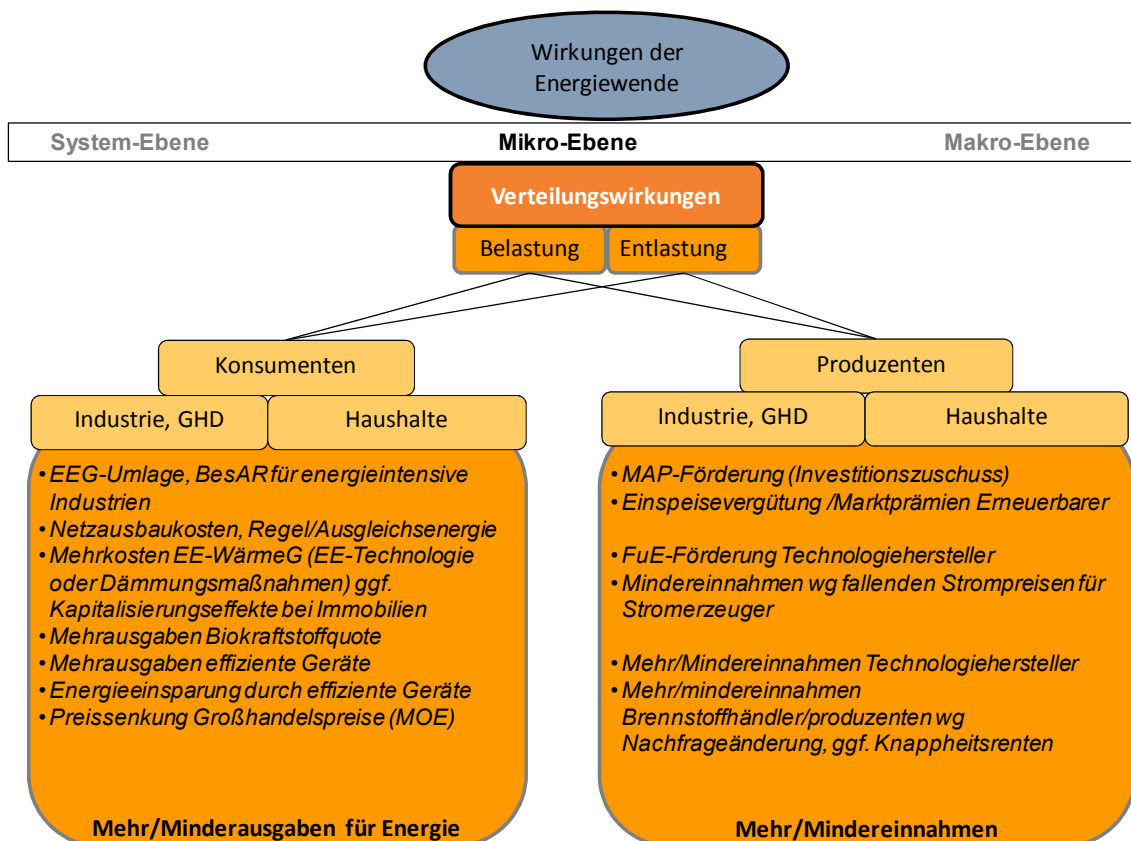 Wirkungen der
Energiewende
System-Ebene
Mikro-Ebene
Makro-Ebene
Verteilungswirkungen
Belastung
Entlastung
Konsumenten
Industrie, GHD
Haushalte
• EEG-Umlage, BesAR für energieintensive
Industrien
• Netzausbaukosten, Regel/Ausgleichsenergie
• Mehrkosten EE-WärmeG (EE-Technologie
oder Dämmungsmaßnahmen) ggf.
Kapitalisierungseffekte bei Immobilien
• Mehrausgaben Biokraftstoffquote
• Mehrausgaben effiziente Geräte
• Energieeinsparung durch effiziente Geräte
• Preissenkung Großhandelspreise (MOE)
Mehr/Minderausgaben für Energie
Produzenten
Industrie, GHD
Haushalte
• MAP-Förderung (Investitionszuschuss)
• Einspeisevergütung /Marktprämien Erneuerbarer
• FuE-Förderung Technologiehersteller
• Mindereinnahmen wg fallenden Strompreisen für
Stromerzeuger
• Mehr/Mindereinnahmen Technologiehersteller
• Mehr/mindereinnahmen
Brennstoffhändler/produzenten wg
Nachfrageänderung, ggf. Knappheitsrenten
Mehr/Mindereinnahmen